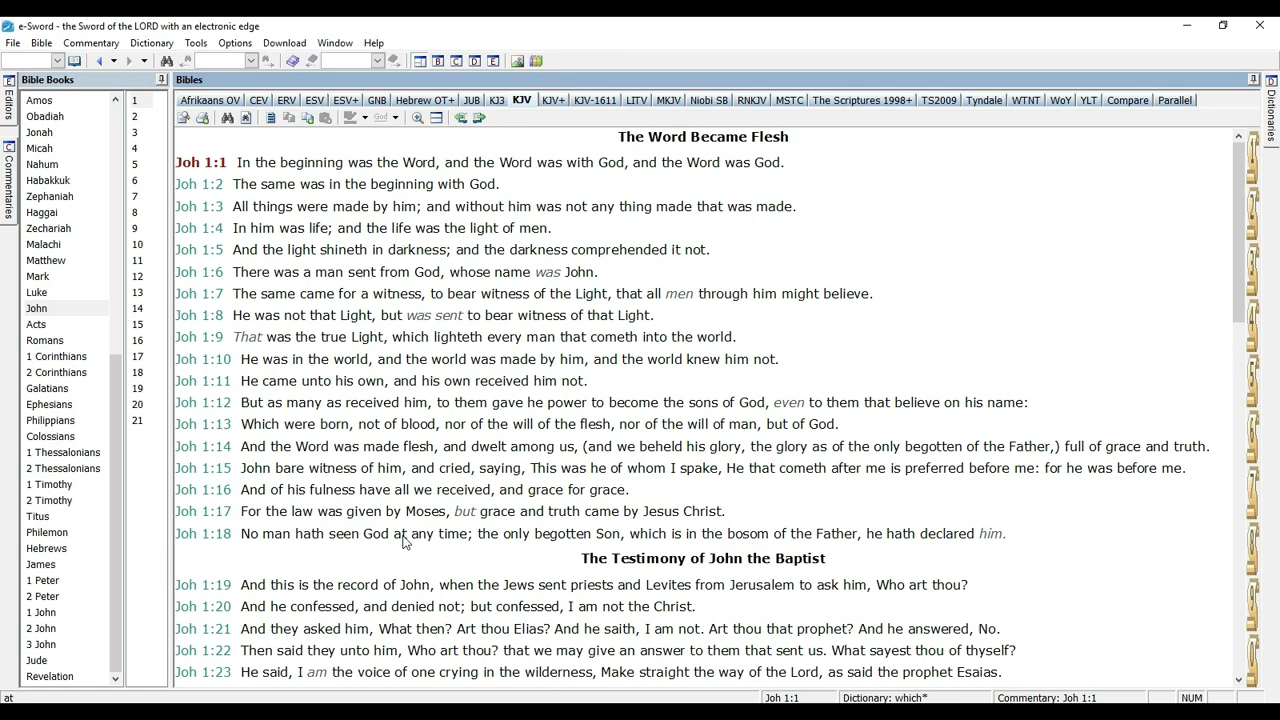 e-Sword - the Sword of the LORD with an electronic edge
File Bible Commentary Dictionary Tools Options Download Window Help
B C D E
Bible Books
Bibles
Editors
Commentaries
Dictionaries
Afrikaans OV CEV ERV ESV ESV+ GNB Hebrew OT+ JUB KJ3 KJV KJV+ KJV-1611 LITV MKJV Niobi SB RNKJV MSTC The Scriptures 1998+ TS2009 Tyndale WTNT WoY YLT Compare Parallel
God
Amos
Obadiah
Jonah
Micah
Nahum
Habakkuk
Zephaniah
Haggai
Zechariah
Malachi
Matthew
Mark
Luke
John
Acts
Romans
1 Corinthians
2 Corinthians
Galatians
Ephesians
Philippians
Colossians
1 Thessalonians
2 Thessalonians
1 Timothy
2 Timothy
Titus
Philemon
Hebrews
James
1 Peter
2 Peter
1 John
2 John
3 John
Jude
Revelation
1
2
3
4
5
6
7
8
9
10
11
12
13
14
15
16
17
18
19
20
21
The Word Became Flesh
Joh 1:1 In the beginning was the Word, and the Word was with God, and the Word was God.
Joh 1:2 The same was in the beginning with God.
Joh 1:3 All things were made by him; and without him was not any thing made that was made.
Joh 1:4 In him was life; and the life was the light of men.
Joh 1:5 And the light shineth in darkness; and the darkness comprehended it not.
Joh 1:6 There was a man sent from God, whose name was John.
Joh 1:7 The same came for a witness, to bear witness of the Light, that all men through him might believe.
Joh 1:8 He was not that Light, but was sent to bear witness of that Light.
Joh 1:9 That was the true Light, which lighteth every man that cometh into the world.
Joh 1:10 He was in the world, and the world was made by him, and the world knew him not.
Joh 1:11 He came unto his own, and his own received him not.
Joh 1:12 But as many as received him, to them gave he power to become the sons of God, even to them that believe on his name:
Joh 1:13 Which were born, not of blood, nor of the will of the flesh, nor of the will of man, but of God.
Joh 1:14 And the Word was made flesh, and dwelt among us, (and we beheld his glory, the glory as of the only begotten of the Father,) full of grace and truth.
Joh 1:15 John bare witness of him, and cried, saying, This was he of whom I spake, He that cometh after me is preferred before me: for he was before me.
Joh 1:16 And of his fulness have all we received, and grace for grace.
Joh 1:17 For the law was given by Moses, but grace and truth came by Jesus Christ.
Joh 1:18 No man hath seen God at any time; the only begotten Son, which is in the bosom of the Father, he hath declared him.
The Testimony of John the Baptist
Joh 1:19 And this is the record of John, when the Jews sent priests and Levites from Jerusalem to ask him, Who art thou?
Joh 1:20 And he confessed, and denied not; but confessed, I am not the Christ.
Joh 1:21 And they asked him, What then? Art thou Elias? And he saith, I am not. Art thou that prophet? And he answered, No.
Joh 1:22 Then said they unto him, Who art thou? that we may give an answer to them that sent us. What sayest thou of thyself?
Joh 1:23 He said, I am the voice of one crying in the wilderness, Make straight the way of the Lord, as said the prophet Esaias.
1
2
3
4
5
6
7
8
9
at Joh 1:1 Dictionary: which* Commentary: Joh 1:1 NUM